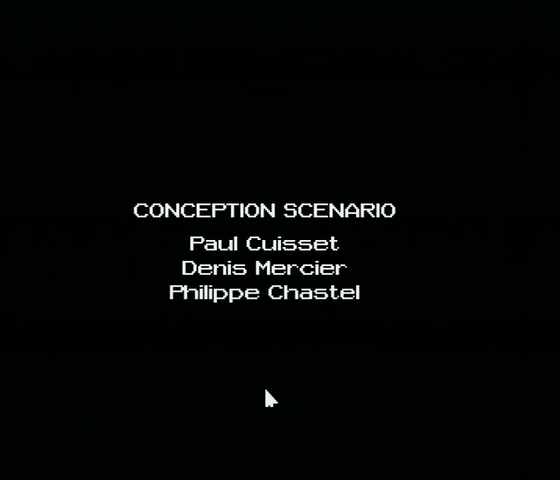 CONCEPTION SCENARIO
Paul Cuisset
Denis Mercier
Philippe Chastel